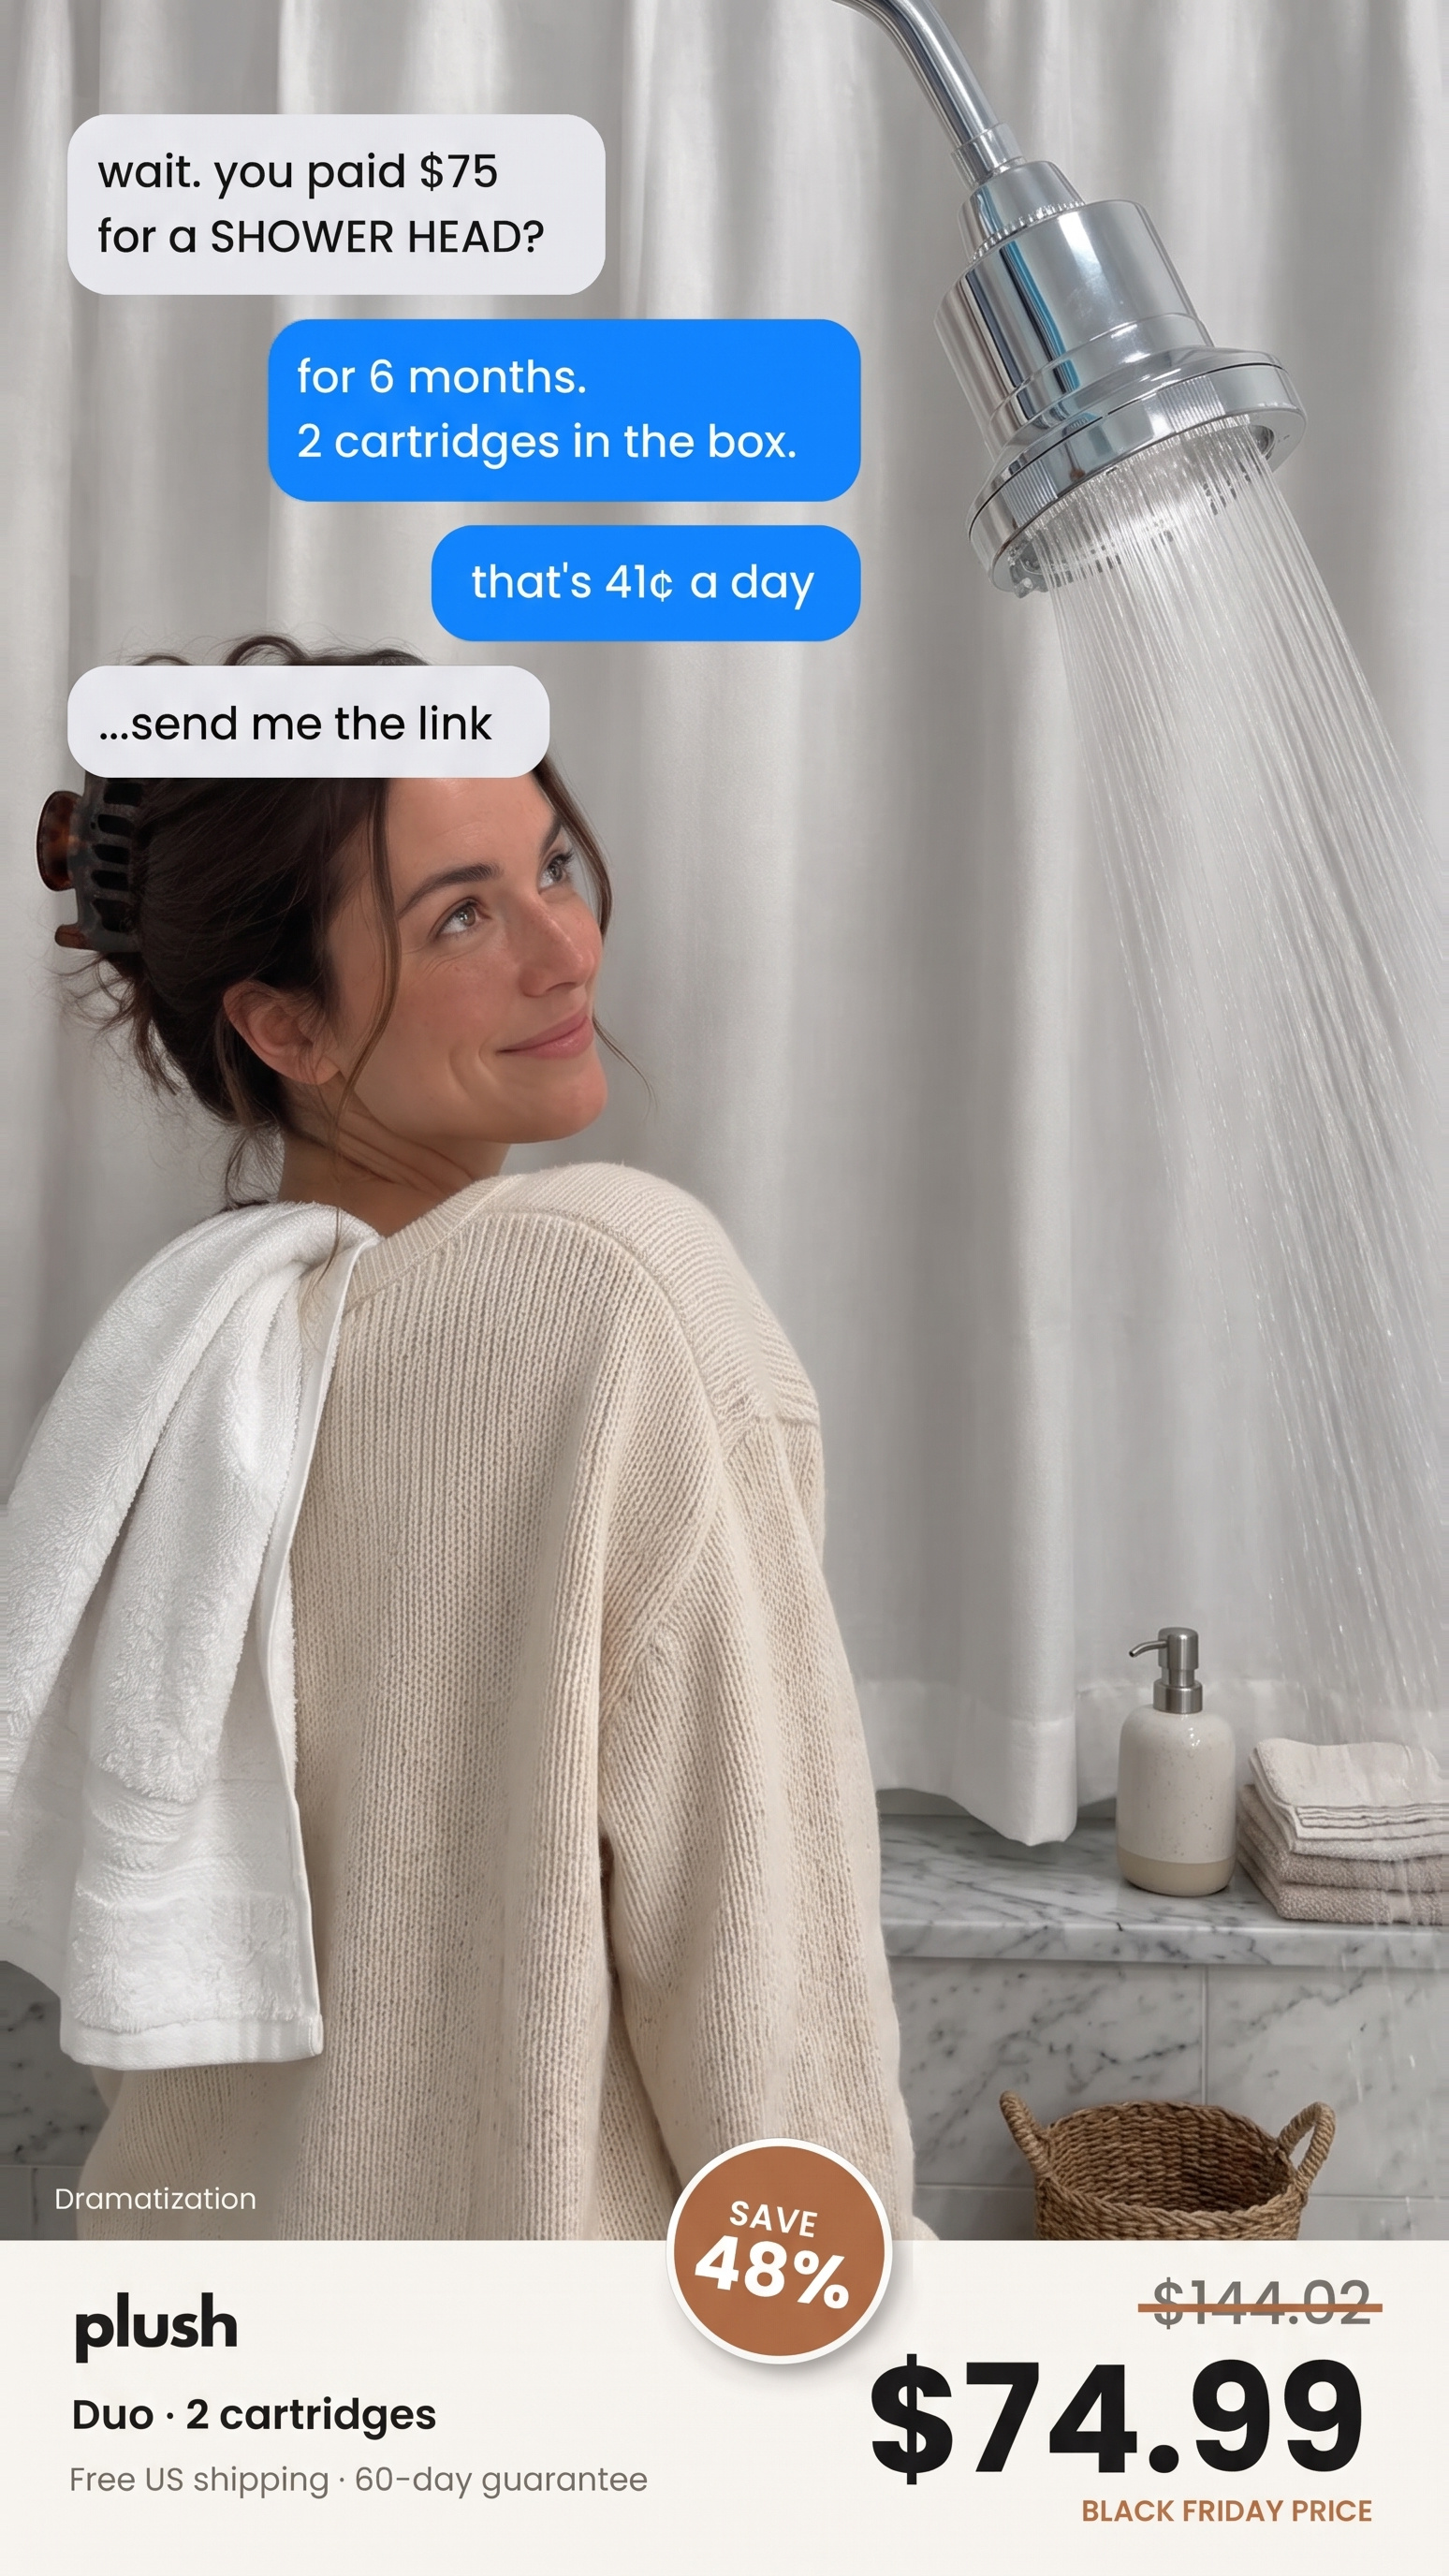 wait. you paid $75
for a SHOWER HEAD?
for 6 months.
2 cartridges in the box.
that's 41¢ a day
...send me the link
Dramatization
SAVE
48%
plush
Duo · 2 cartridges
Free US shipping · 60-day guarantee
$144.02
$74.99
BLACK FRIDAY PRICE